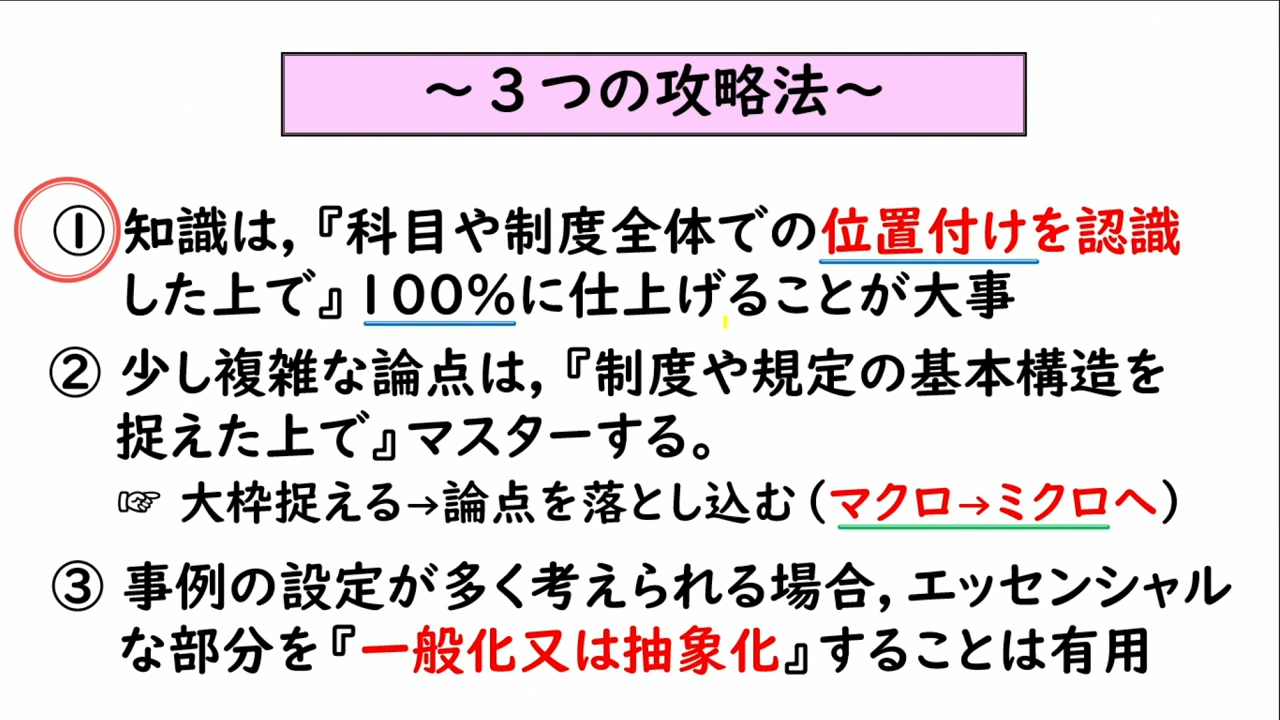 ～３つの攻略法～
① 知識は，『科目や制度全体での位置付けを認識
した上で』100％に仕上げることが大事
② 少し複雑な論点は，『制度や規定の基本構造を
捉えた上で』マスターする。
☞ 大枠捉える→論点を落とし込む（マクロ→ミクロへ）
③ 事例の設定が多く考えられる場合，エッセンシャル
な部分を『一般化又は抽象化』することは有用